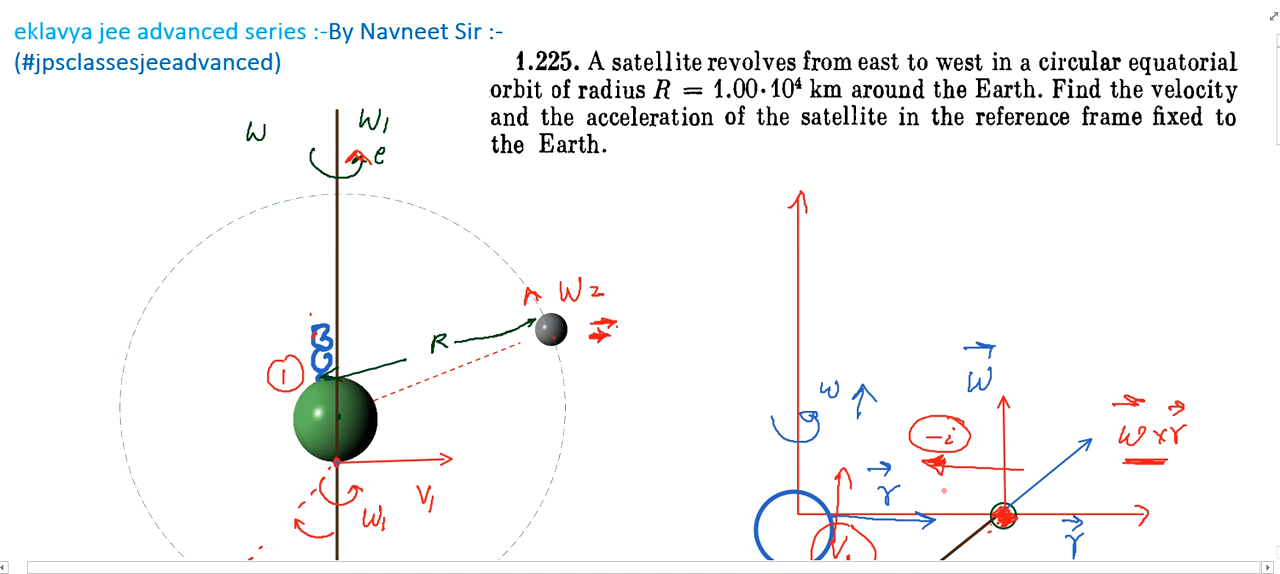 eklavya jee advanced series :-By Navneet Sir :-
(#jpsclassesjeeadvanced)
1.225. A satellite revolves from east to west in a circular equatorial
orbit of radius R = 1.00·10⁴ km around the Earth. Find the velocity
and the acceleration of the satellite in the reference frame fixed to
the Earth.
W
W1
e
W2
R
1
V1
W1
W
W
-i
W×r
r
r
V1